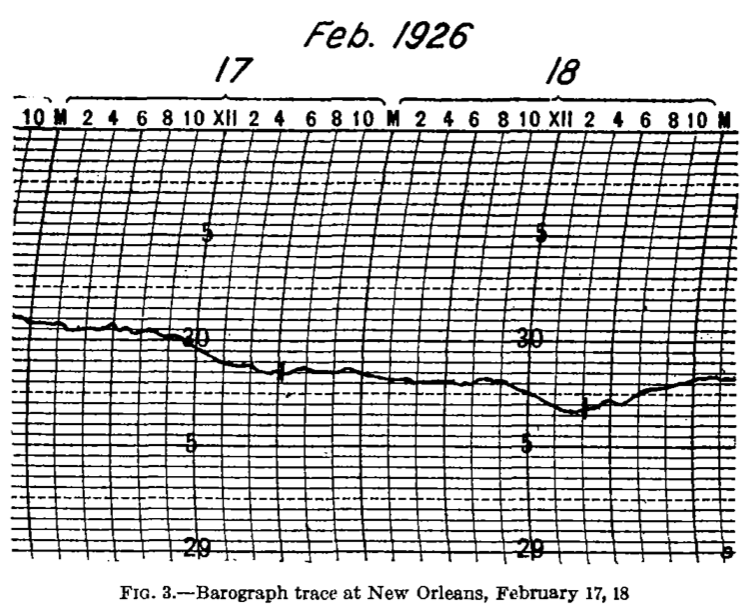 Feb. 1926
17 18
10 M 2 4 6 8 10 XII 2 4 6 8 10 M 2 4 6 8 10 XII 2 4 6 8 10 M
5 5
30 30
5 5
29 29
FIG. 3.—Barograph trace at New Orleans, February 17, 18